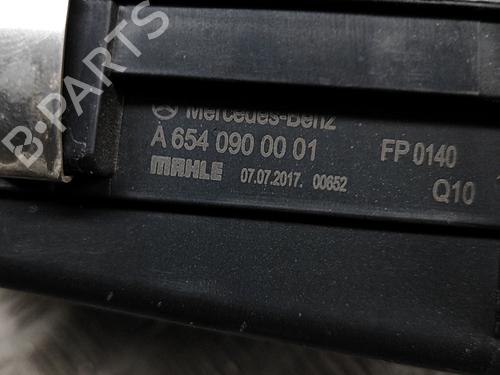 Mercedes-Benz
A 654 090 00 01 FP 0140
MAHLE 07.07.2017. 00652 Q10
B-PARTS